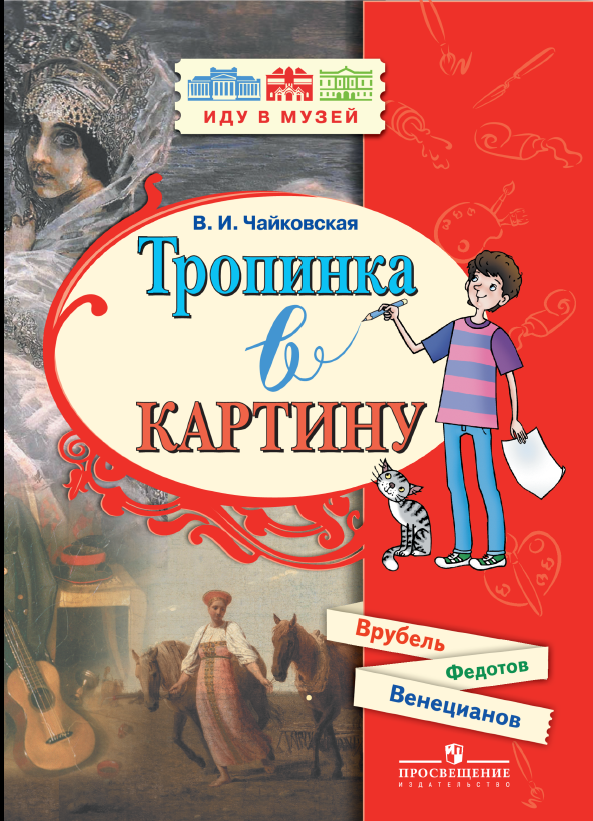 ИДУ В МУЗЕЙ
В. И. Чайковская
Тропинка
в
КАРТИНУ
Врубель
Федотов
Венецианов
ПРОСВЕЩЕНИЕ
ИЗДАТЕЛЬСТВО